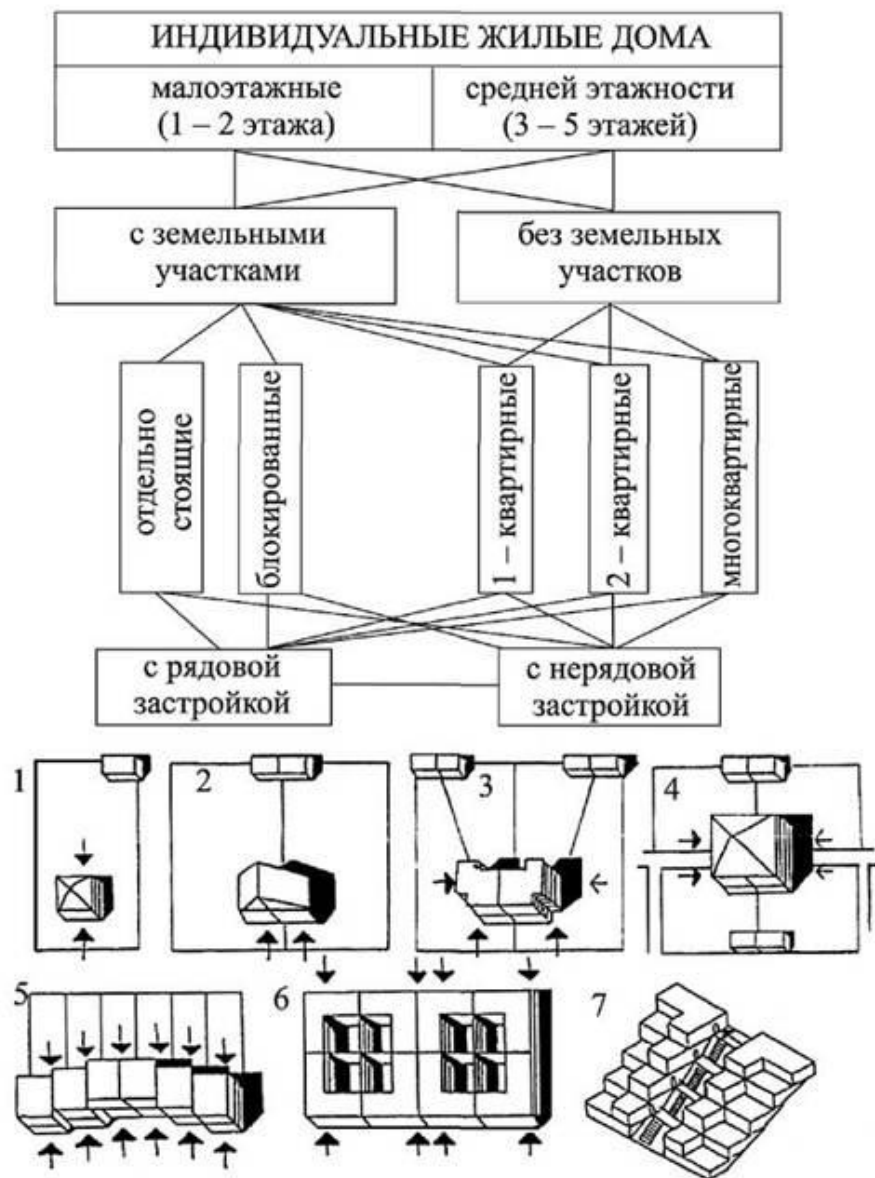 ИНДИВИДУАЛЬНЫЕ ЖИЛЫЕ ДОМА
малоэтажные
(1 – 2 этажа)
средней этажности
(3 – 5 этажей)
с земельными
участками
без земельных
участков
отдельно
стоящие
блокированные
1 – квартирные
2 – квартирные
многоквартирные
с рядовой
застройкой
с нерядовой
застройкой
1
2
3
4
5
6
7